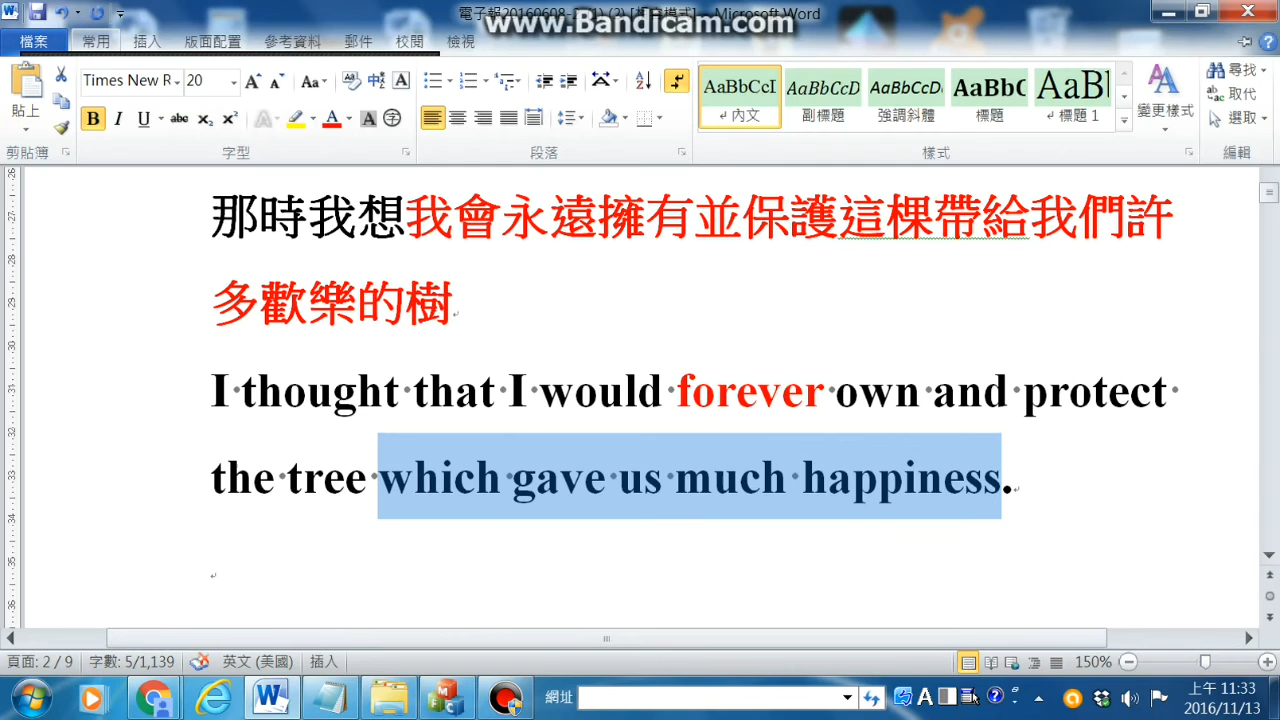 www.Bandicam.com
Microsoft Word
檔案 常用 插入 版面配置 參考資料 郵件 校閱 檢視
Times New R 20 AaBbCcI AaBbCcD AaBbCcD AaBbC AaBl 尋找
貼上 內文 副標題 強調斜體 標題 標題 1 變更樣式 取代
選取
剪貼簿 字型 段落 樣式 編輯
那時我想我會永遠擁有並保護這棵帶給我們許
多歡樂的樹
I thought that I would forever own and protect
the tree which gave us much happiness.
頁面: 2 / 9 字數: 5/1,139 英文 (美國) 插入 150%
網址 上午 11:33
2016/11/13